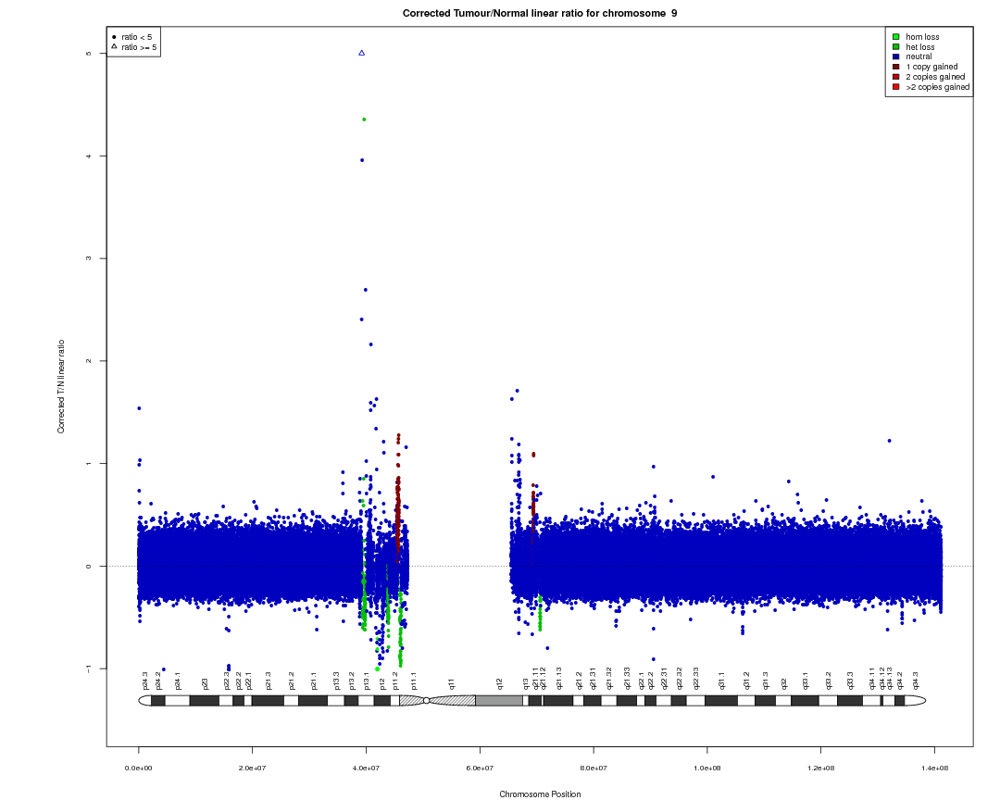 Corrected Tumour/Normal linear ratio for chromosome  9
ratio < 5
ratio >= 5
hom loss
het loss
neutral
1 copy gained
2 copies gained
>2 copies gained
Corrected T/N linear ratio
5
4
3
2
1
0
−1
p24.3
p24.2
p24.1
p23
p22.3
p22.2
p22.1
p21.3
p21.2
p21.1
p13.3
p13.2
p13.1
p12
p11.2
p11.1
q11
q12
q13
q21.11
q21.12
q21.13
q21.2
q21.31
q21.32
q21.33
q22.1
q22.2
q22.31
q22.32
q22.33
q31.1
q31.2
q31.3
q32
q33.1
q33.2
q33.3
q34.11
q34.12
q34.13
q34.2
q34.3
0.0e+00
2.0e+07
4.0e+07
6.0e+07
8.0e+07
1.0e+08
1.2e+08
1.4e+08
Chromosome Position